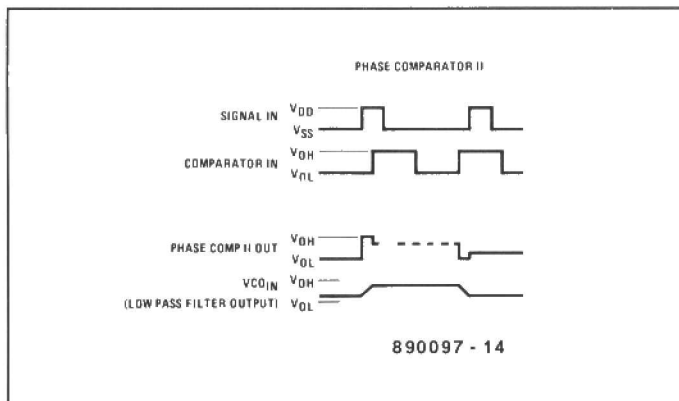 PHASE COMPARATOR II
SIGNAL IN VDD
VSS
COMPARATOR IN VOH
VOL
PHASE COMP II OUT VOH
VOL
VCOIN VOH
(LOW PASS FILTER OUTPUT) VOL
890097-14